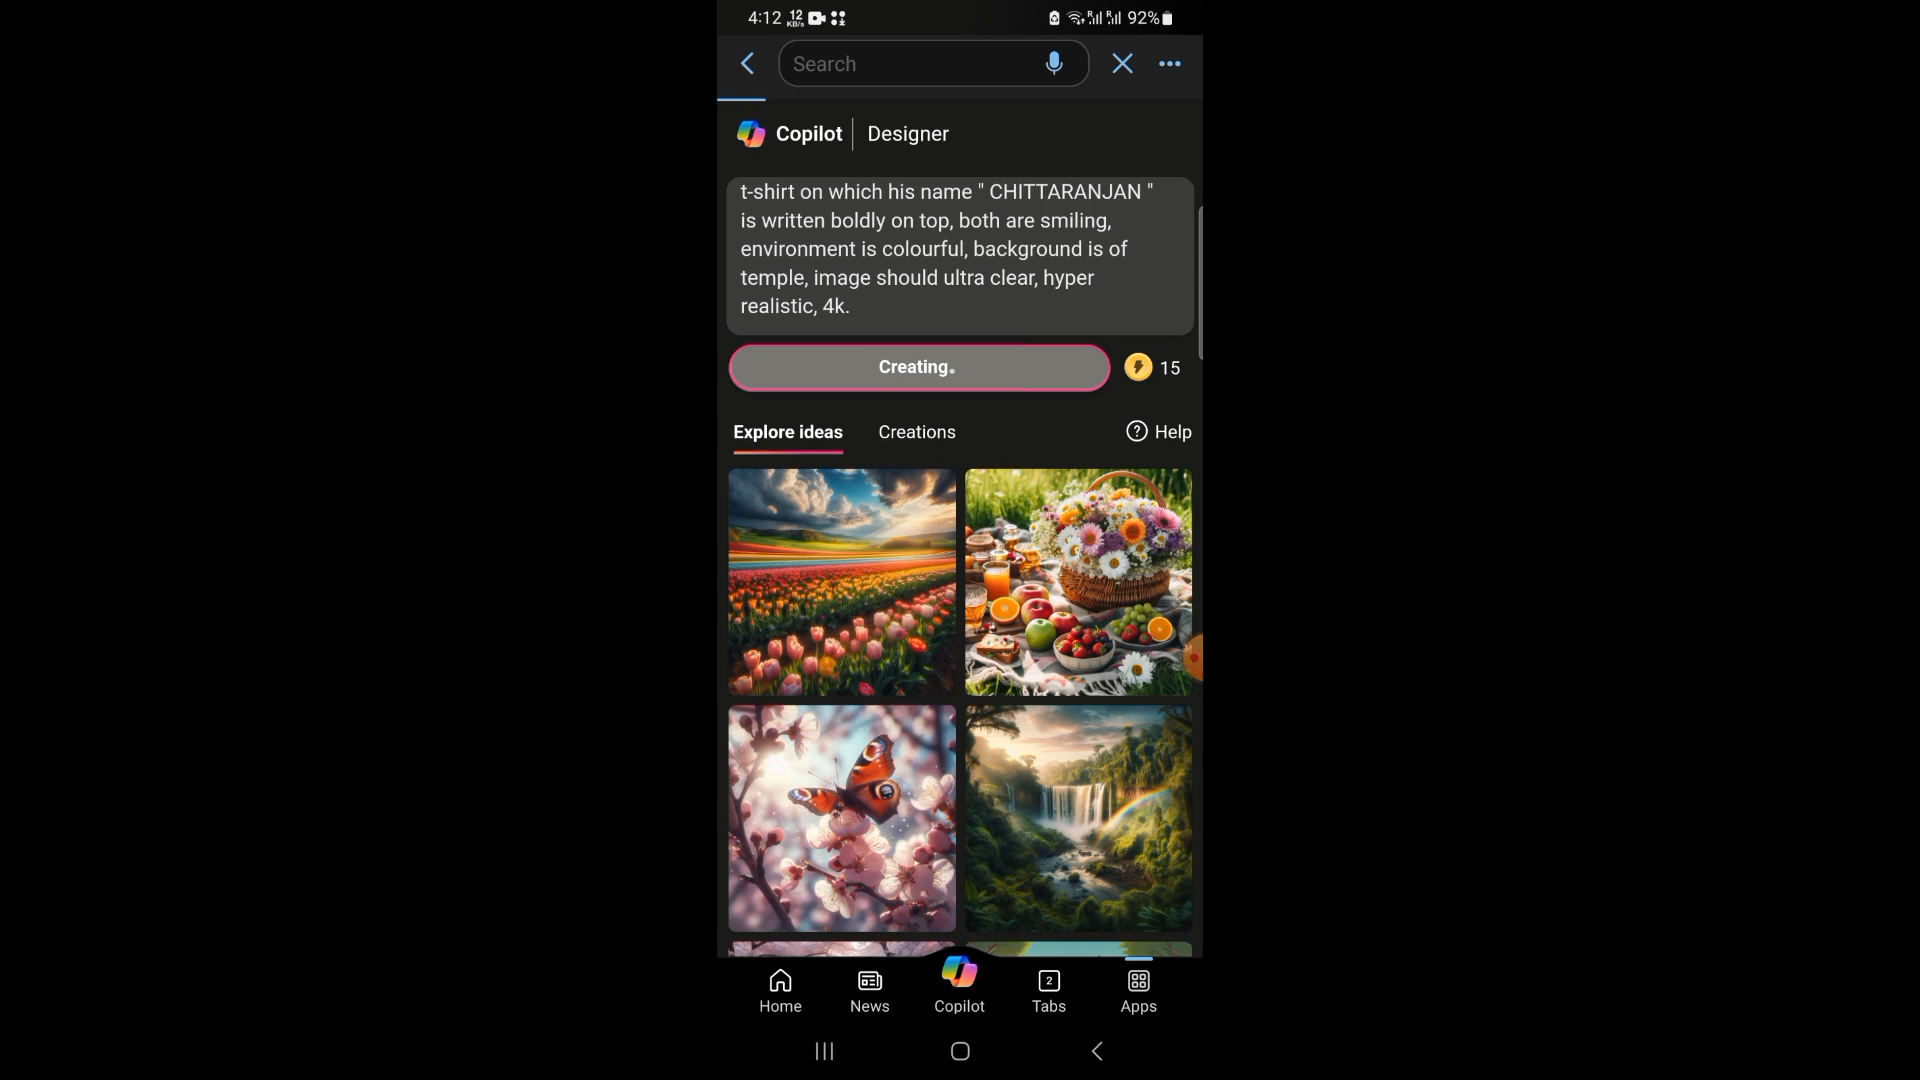 4:12 12 KB/s R R 92%
Search
Copilot | Designer
t-shirt on which his name " CHITTARANJAN "
is written boldly on top, both are smiling,
environment is colourful, background is of
temple, image should ultra clear, hyper
realistic, 4k.
Creating. 15
Explore ideas Creations ? Help
2
Home News Copilot Tabs Apps